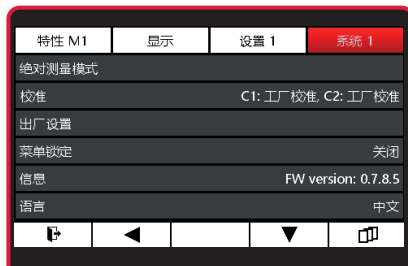 特性 M1 显示 设置 1 系统 1
绝对测量模式
校准 C1: 工厂校准, C2: 工厂校准
出厂设置
菜单锁定 关闭
信息 FW version: 0.7.8.5
语言 中文